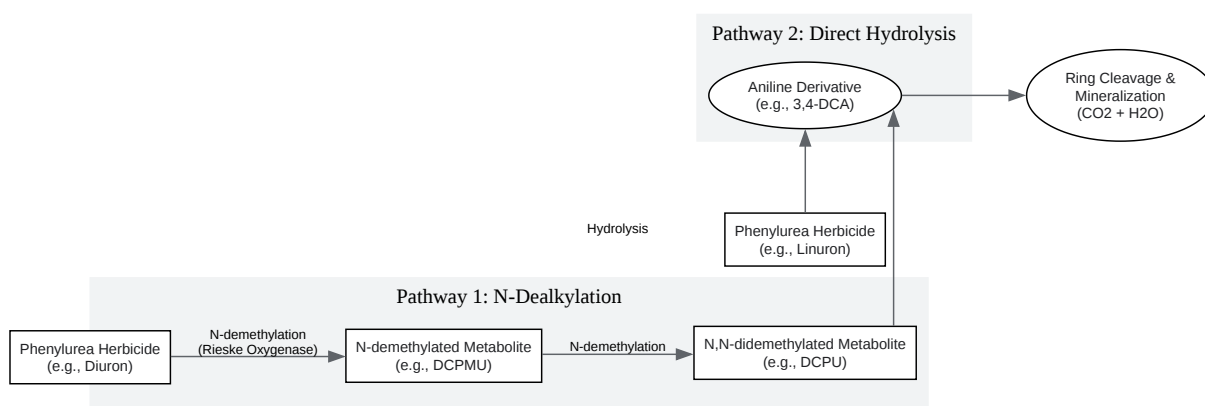 Pathway 2: Direct Hydrolysis
Aniline Derivative
(e.g., 3,4-DCA)
Ring Cleavage &
Mineralization
(CO2 + H2O)
Hydrolysis
Phenylurea Herbicide
(e.g., Linuron)
Pathway 1: N-Dealkylation
Phenylurea Herbicide
(e.g., Diuron)
N-demethylation
(Rieske Oxygenase)
N-demethylated Metabolite
(e.g., DCPMU)
N-demethylation
N,N-didemethylated Metabolite
(e.g., DCPU)